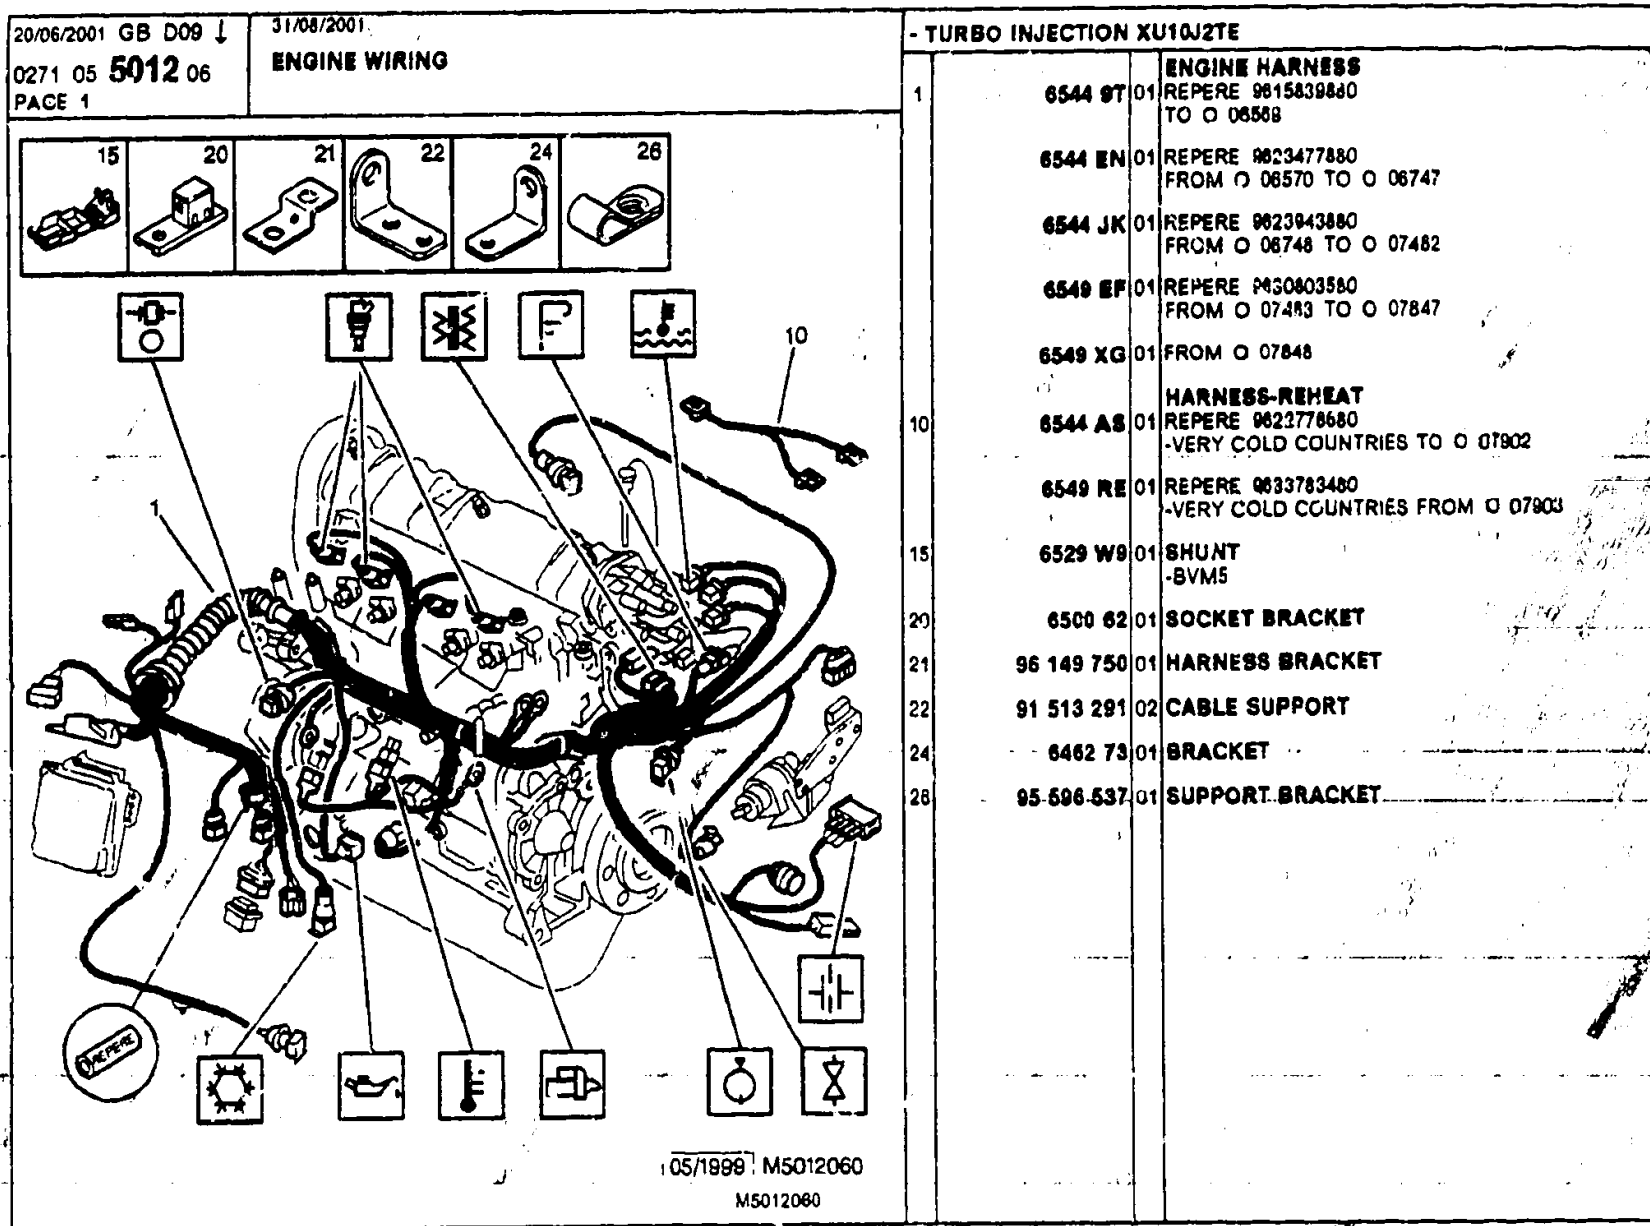 20/06/2001 GB D09 ↓
0271 05 5012 06
PAGE 1
31/08/2001
ENGINE WIRING
15 20 21 22 24 26
10
1
REPERE
05/1999 M5012060
M5012060
- TURBO INJECTION XU10J2TE
ENGINE HARNESS
1 6544 9T 01 REPERE 9615839880
TO O 06569
6544 EN 01 REPERE 9623477880
FROM O 06570 TO O 06747
6544 JK 01 REPERE 9623943880
FROM O 06748 TO O 07482
6549 EF 01 REPERE 9630803580
FROM O 07483 TO O 07847
6549 XG 01 FROM O 07848
HARNESS-REHEAT
10 6544 AS 01 REPERE 9623778680
-VERY COLD COUNTRIES TO O 07902
6549 RE 01 REPERE 9633783480
-VERY COLD COUNTRIES FROM O 07903
15 6529 W9 01 SHUNT
-BVM5
20 6500 62 01 SOCKET BRACKET
21 96 149 750 01 HARNESS BRACKET
22 91 513 291 02 CABLE SUPPORT
24 6462 73 01 BRACKET
26 95 596 537 01 SUPPORT BRACKET